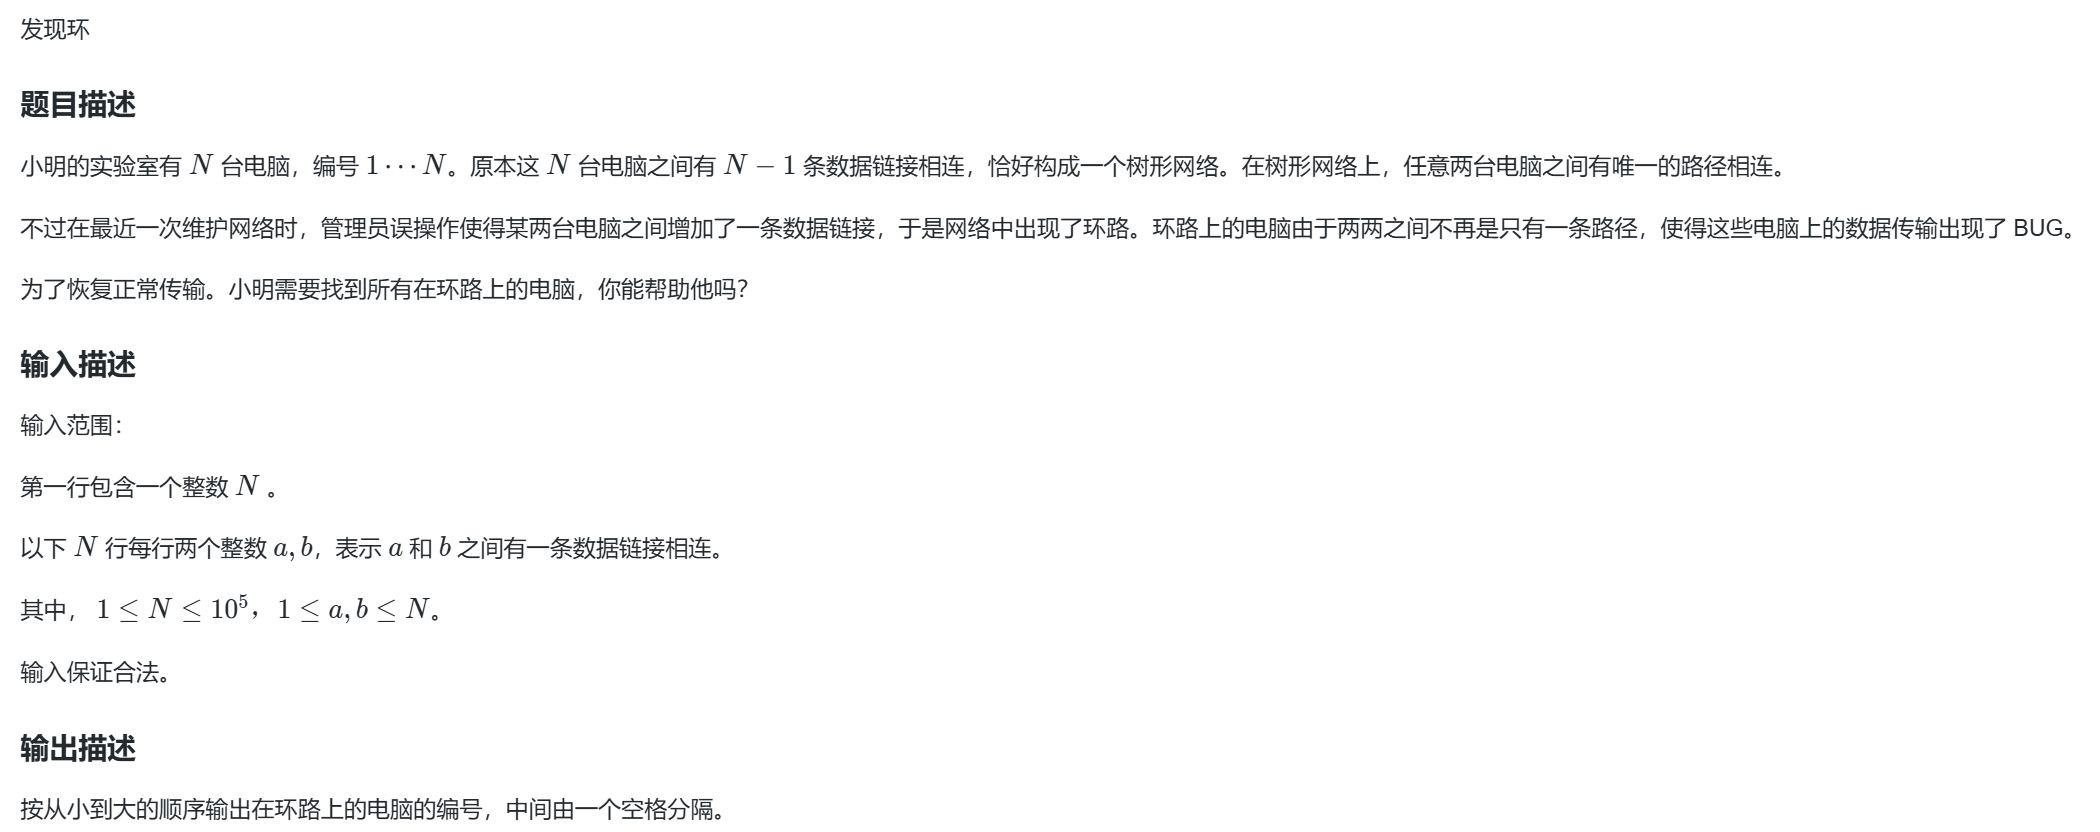 发现环
题目描述
小明的实验室有 N 台电脑，编号 1⋯N。原本这 N 台电脑之间有 N − 1 条数据链接相连，恰好构成一个树形网络。在树形网络上，任意两台电脑之间有唯一的路径相连。
不过在最近一次维护网络时，管理员误操作使得某两台电脑之间增加了一条数据链接，于是网络中出现了环路。环路上的电脑由于两两之间不再是只有一条路径，使得这些电脑上的数据传输出现了 BUG。
为了恢复正常传输。小明需要找到所有在环路上的电脑，你能帮助他吗？
输入描述
输入范围：
第一行包含一个整数 N 。
以下 N 行每行两个整数 a, b，表示 a 和 b 之间有一条数据链接相连。
其中， 1 ≤ N ≤ 10⁵，1 ≤ a, b ≤ N。
输入保证合法。
输出描述
按从小到大的顺序输出在环路上的电脑的编号，中间由一个空格分隔。